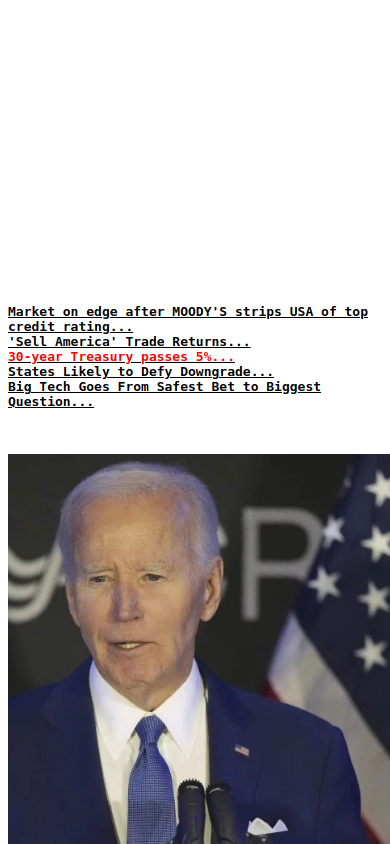 Market on edge after MOODY'S strips USA of top
credit rating...
'Sell America' Trade Returns...
30-year Treasury passes 5%...
States Likely to Defy Downgrade...
Big Tech Goes From Safest Bet to Biggest
Question...
CR